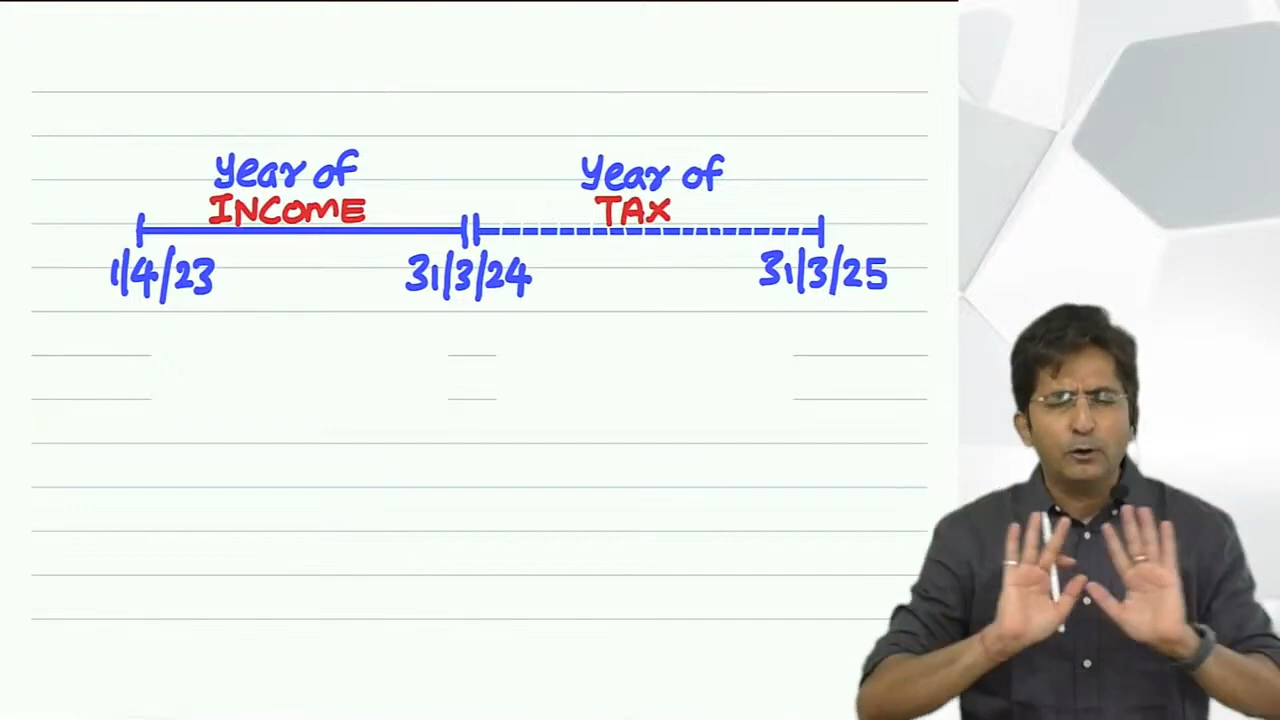 Year of
INCOME
Year of
TAX
1/4/23
31/3/24
31/3/25